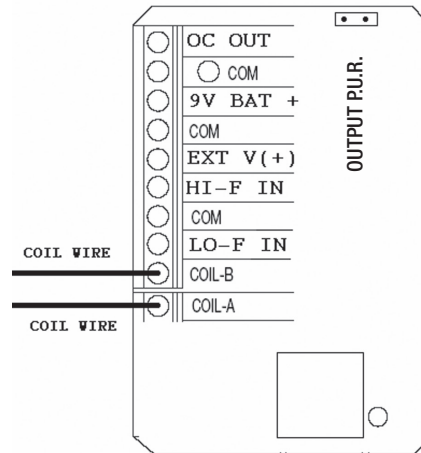 OC OUT
COM
9V BAT +
COM
EXT V(+)
HI-F IN
COM
LO-F IN
COIL WIRE
COIL-B
COIL-A
COIL WIRE
OUTPUT P.U.R.